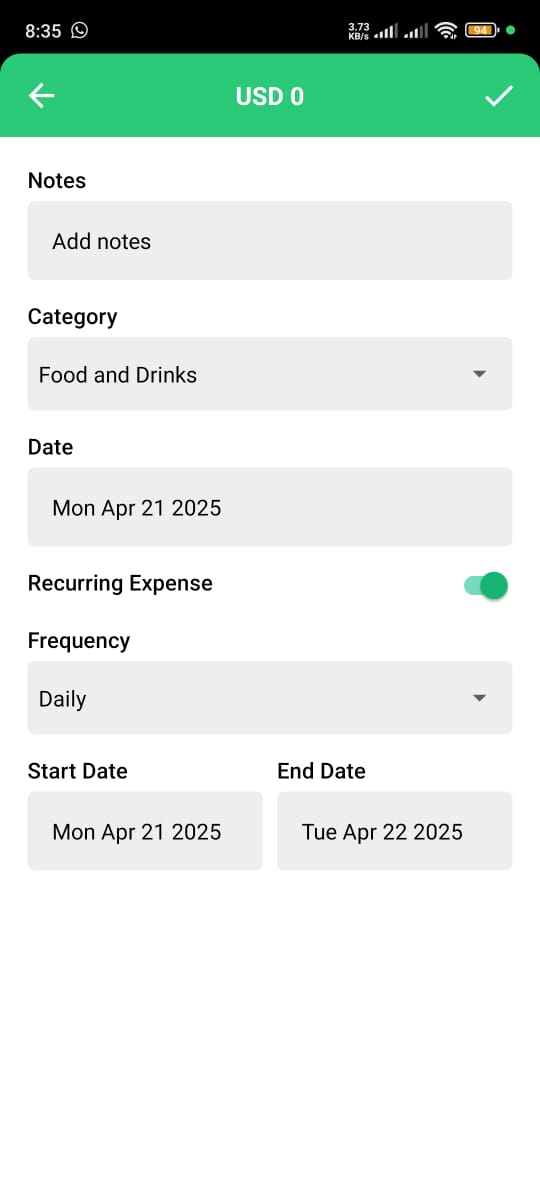 8:35
3.73
KB/s
94
USD 0
Notes
Add notes
Category
Food and Drinks
Date
Mon Apr 21 2025
Recurring Expense
Frequency
Daily
Start Date End Date
Mon Apr 21 2025 Tue Apr 22 2025